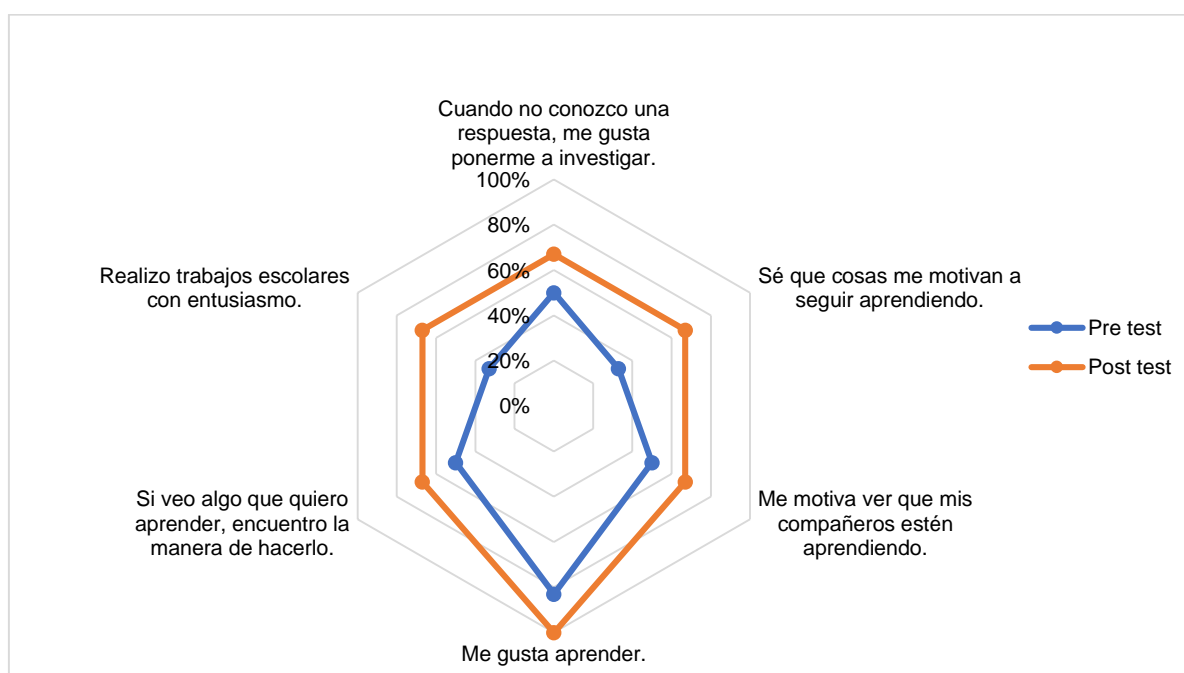 Cuando no conozco una
respuesta, me gusta
ponerme a investigar.
100%
80%
60%
40%
20%
0%
Sé que cosas me motivan a
seguir aprendiendo.
Me motiva ver que mis
compañeros estén
aprendiendo.
Me gusta aprender.
Si veo algo que quiero
aprender, encuentro la
manera de hacerlo.
Realizo trabajos escolares
con entusiasmo.
Pre test
Post test